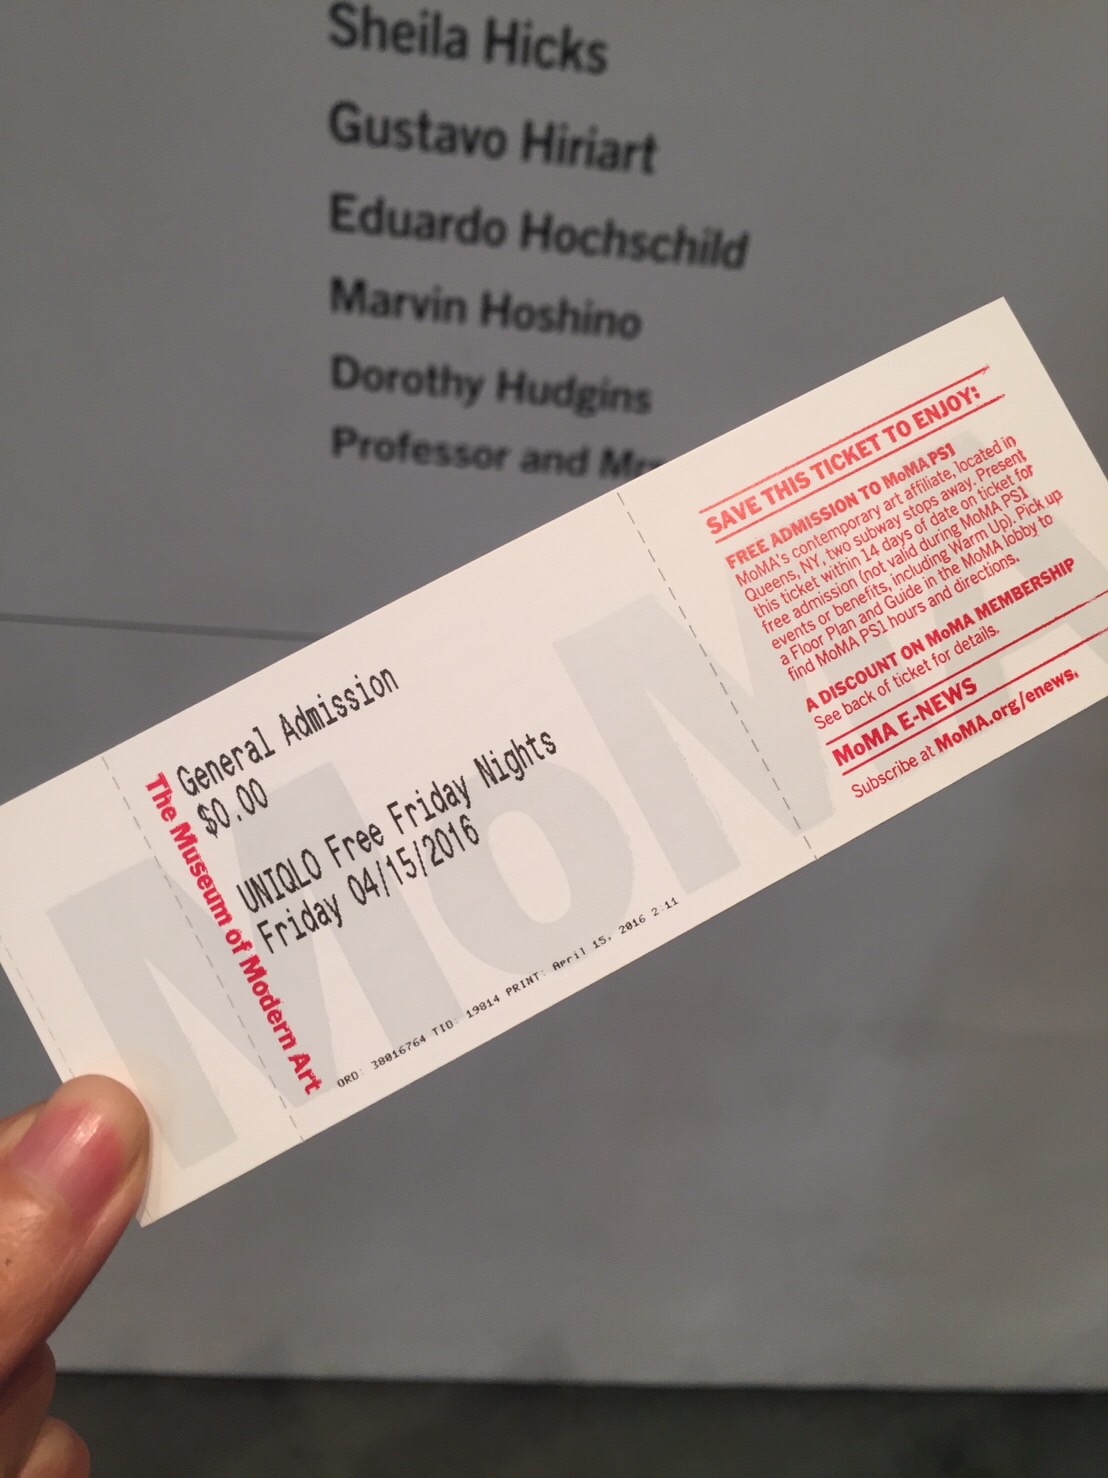 Sheila Hicks
Gustavo Hiriart
Eduardo Hochschild
Marvin Hoshino
Dorothy Hudgins
Professor and Mrs
The Museum of Modern Art
General Admission
$0.00
UNIQLO Free Friday Nights
Friday 04/15/2016
ORD: 38016764 TID: 19814 PRINT: April 15, 2016 2:11
MoMA
SAVE THIS TICKET TO ENJOY:
FREE ADMISSION TO MoMA PS1
MoMA's contemporary art affiliate, located in
Queens, NY, two subway stops away. Present
this ticket within 14 days of date on ticket for
free admission (not valid during MoMA PS1
events or benefits, including Warm Up). Pick up
a Floor Plan and Guide in the MoMA lobby to
find MoMA PS1 hours and directions.
A DISCOUNT ON MoMA MEMBERSHIP
See back of ticket for details.
MoMA E-NEWS
Subscribe at MoMA.org/enews.